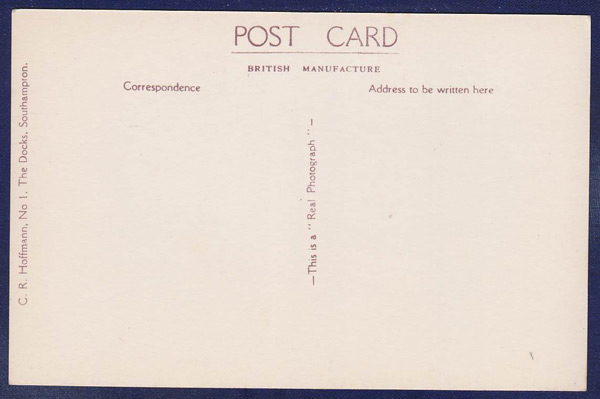 POST CARD
BRITISH MANUFACTURE
Correspondence
Address to be written here
C. R. Hoffmann, No 1. The Docks, Southampton.
—This is a "Real Photograph"—